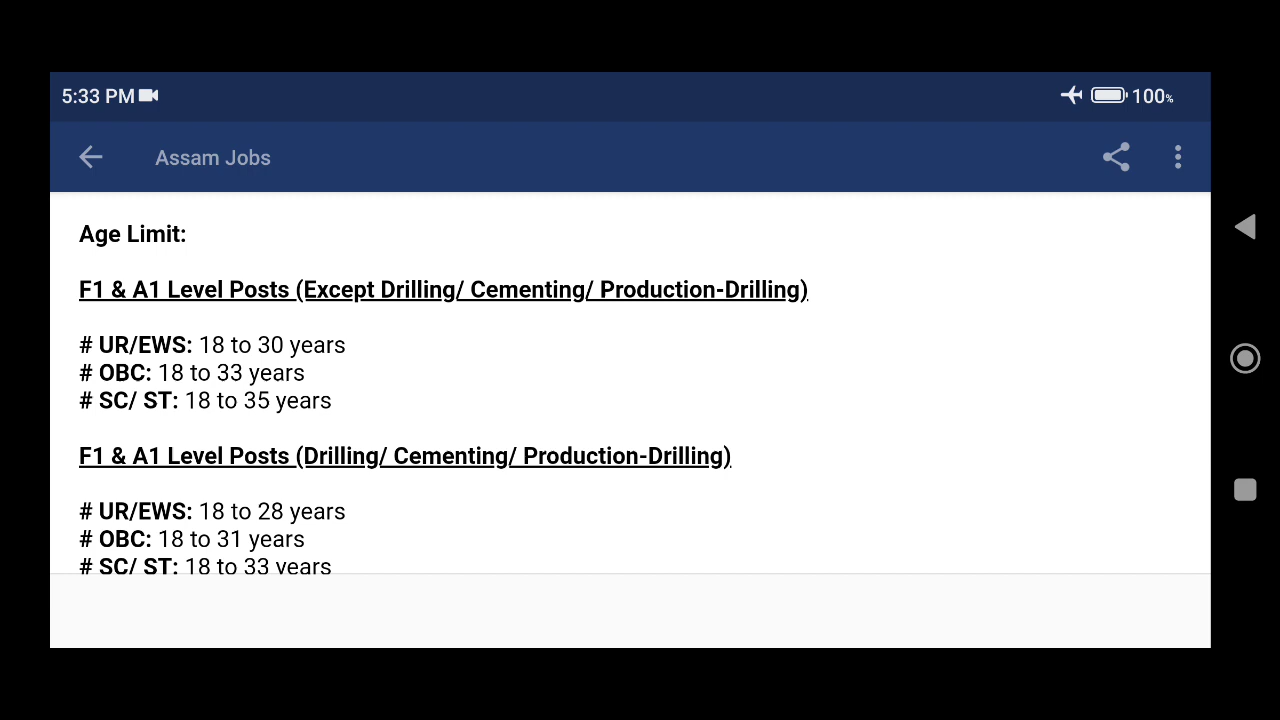 5:33 PM 100%
Assam Jobs
Age Limit:
F1 & A1 Level Posts (Except Drilling/ Cementing/ Production-Drilling)
# UR/EWS: 18 to 30 years
# OBC: 18 to 33 years
# SC/ ST: 18 to 35 years
F1 & A1 Level Posts (Drilling/ Cementing/ Production-Drilling)
# UR/EWS: 18 to 28 years
# OBC: 18 to 31 years
# SC/ ST: 18 to 33 years